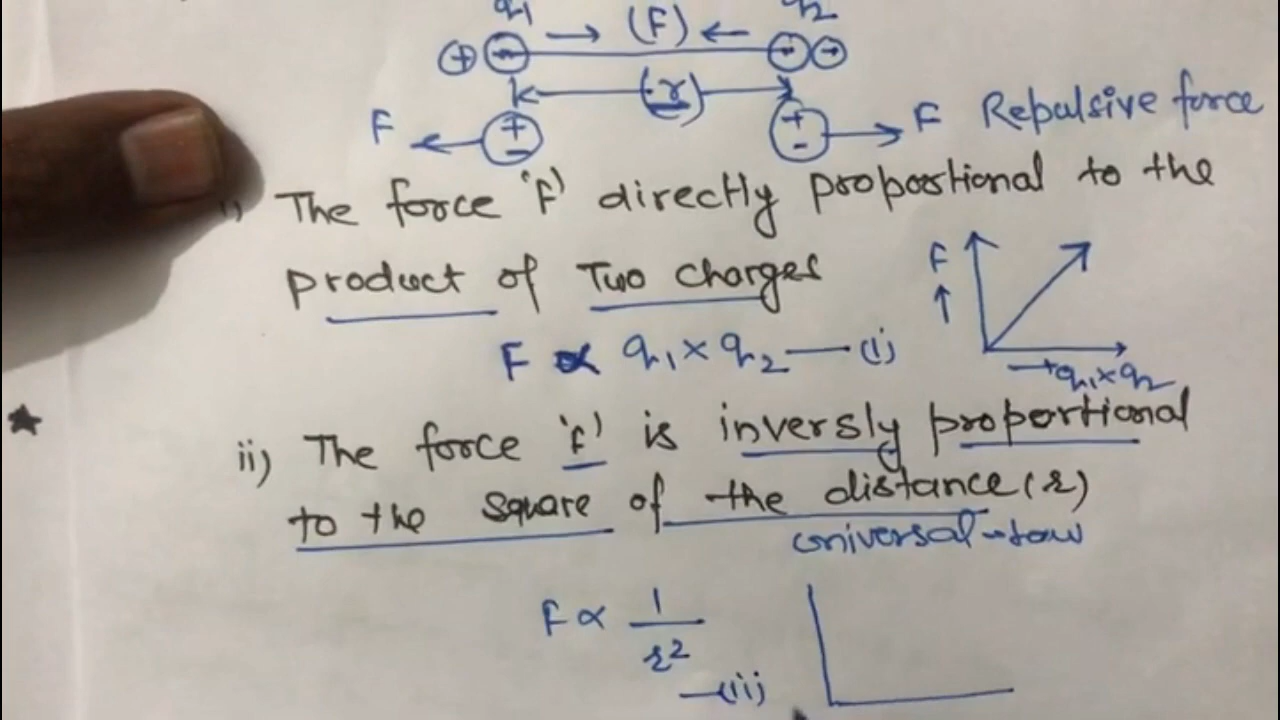 q1 → (F) ← q2
(r)
F F Repulsive force
i) The force 'F' directly proportional to the
product of Two charges
F ∝ q1 × q2 — (i)
F
q1×q2
ii) The force 'f' is inversly proportional
to the square of the distance (r)
universal
F ∝ 1/r²
—(ii)